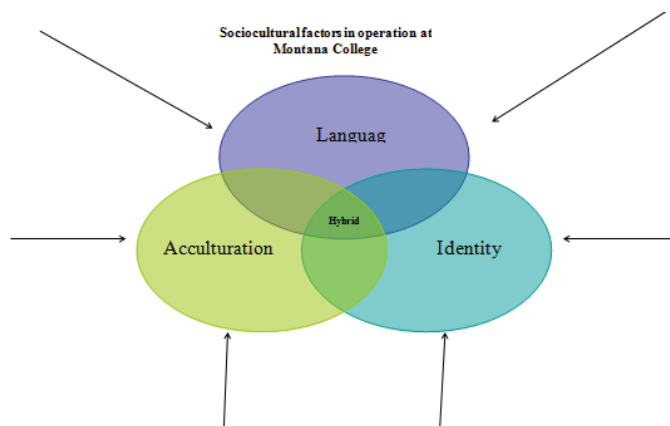 Sociocultural factors in operation at
Montana College
Languag
Hybrid
Acculturation
Identity